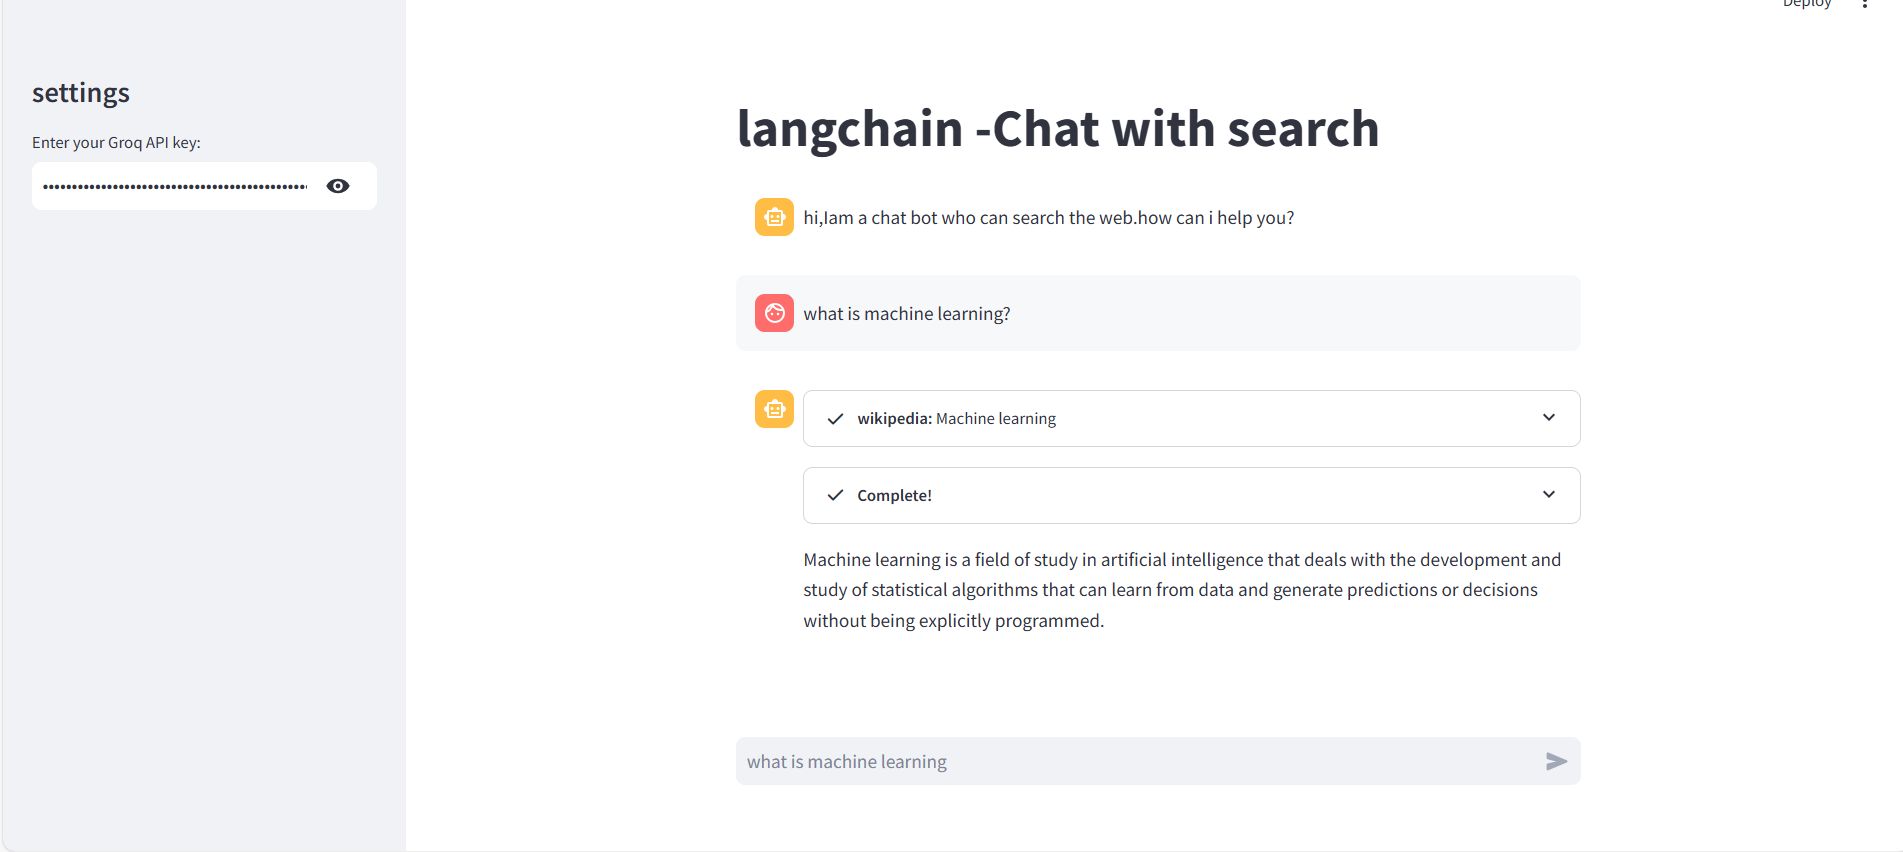 Deploy
settings
Enter your Groq API key:
langchain -Chat with search
hi,Iam a chat bot who can search the web.how can i help you?
what is machine learning?
wikipedia: Machine learning
Complete!
Machine learning is a field of study in artificial intelligence that deals with the development and
study of statistical algorithms that can learn from data and generate predictions or decisions
without being explicitly programmed.
what is machine learning